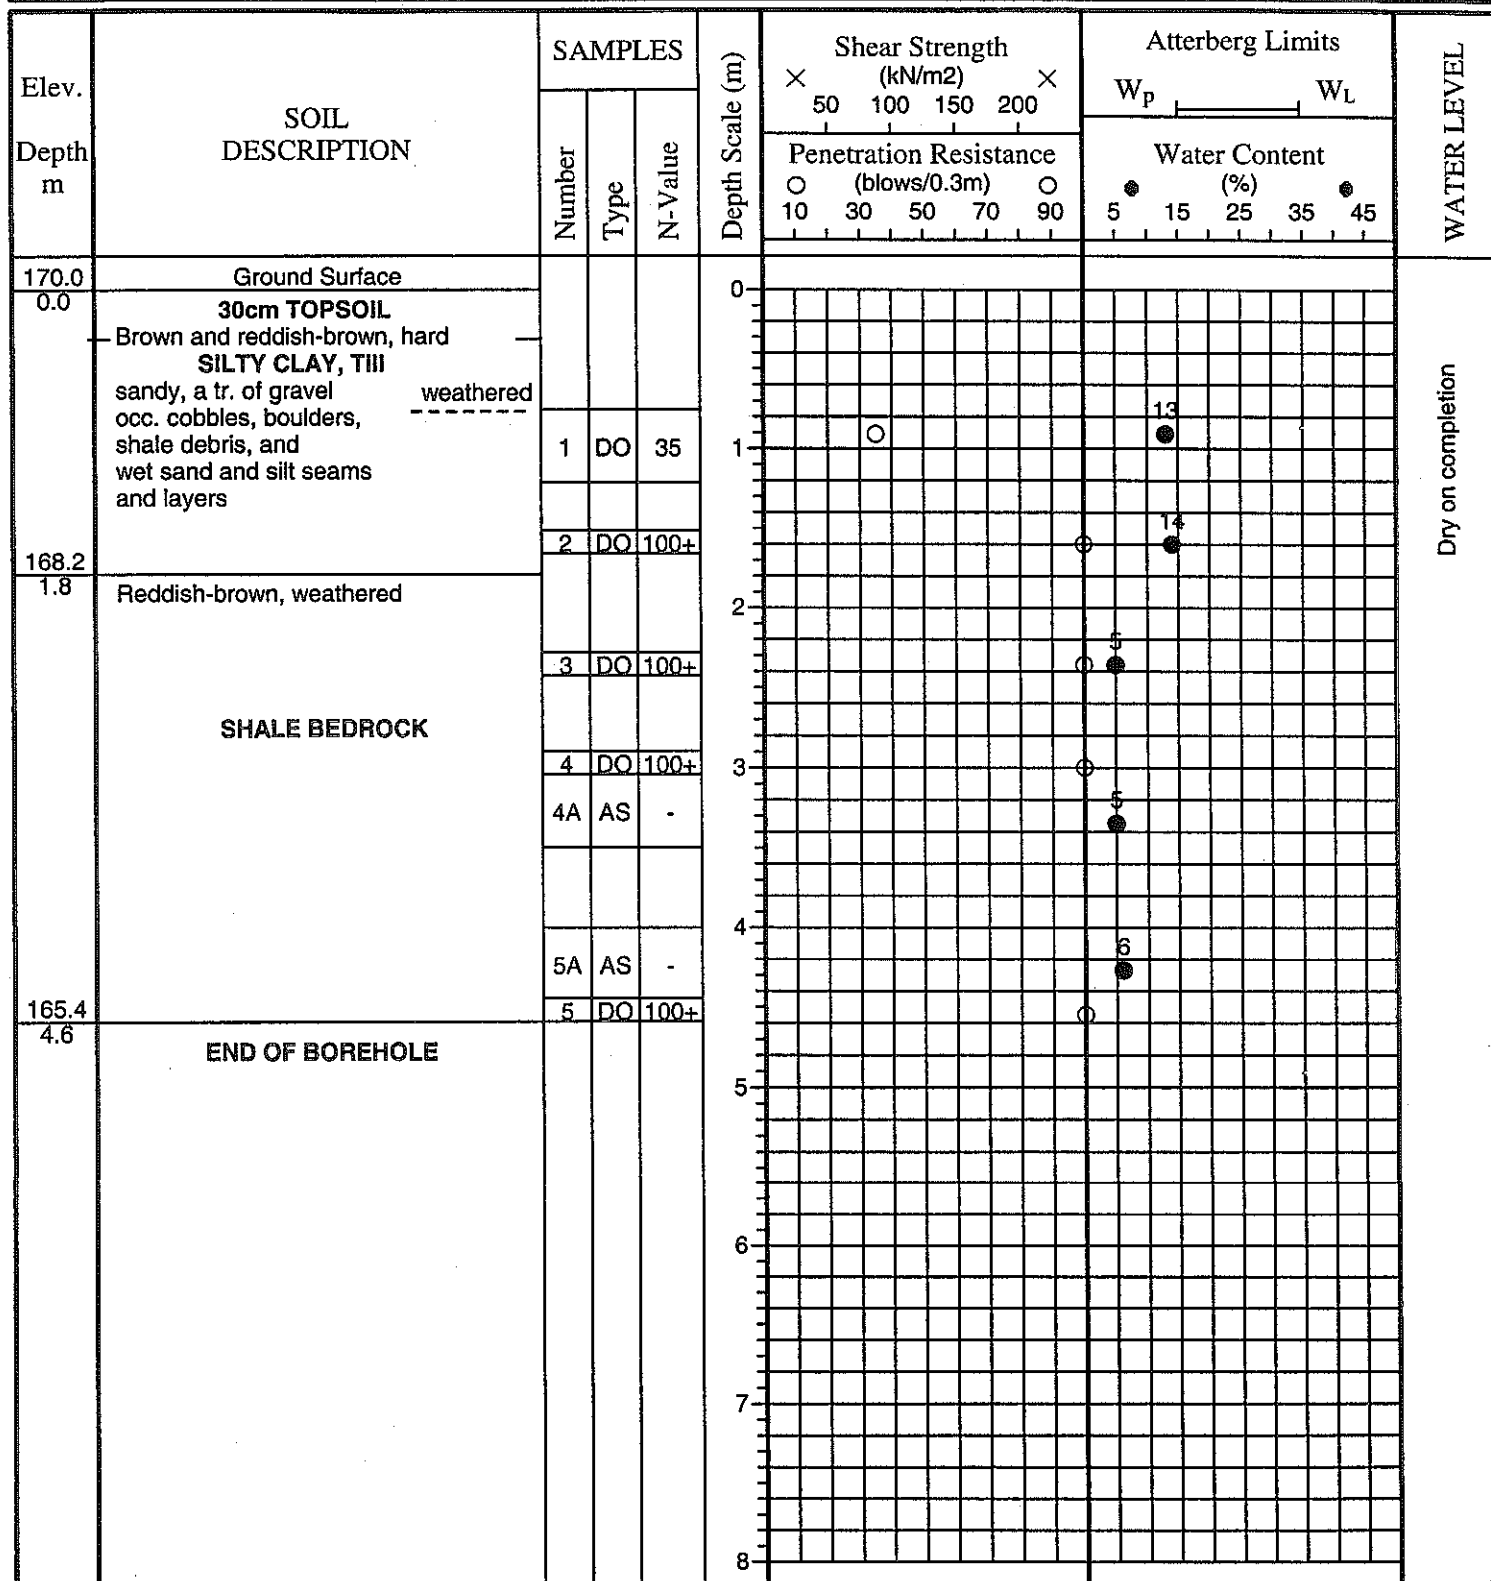 Elev.
Depth
m
SOIL
DESCRIPTION
SAMPLES
Number
Type
N-Value
Depth Scale (m)
Shear Strength
× (kN/m2) ×
50 100 150 200
Penetration Resistance
(blows/0.3m)
10 30 50 70 90
Atterberg Limits
Wp WL
Water Content
(%)
5 15 25 35 45
WATER LEVEL
170.0 Ground Surface
0.0
30cm TOPSOIL
Brown and reddish-brown, hard
SILTY CLAY, TIII
sandy, a tr. of gravel weathered
occ. cobbles, boulders,
shale debris, and
wet sand and silt seams
and layers
1 DO 35
2 DO 100+
168.2
1.8 Reddish-brown, weathered
3 DO 100+
SHALE BEDROCK
4 DO 100+
4A AS -
5A AS -
5 DO 100+
165.4
4.6
END OF BOREHOLE
0
1
2
3
4
5
6
7
8
13
14
5
5
6
Dry on completion